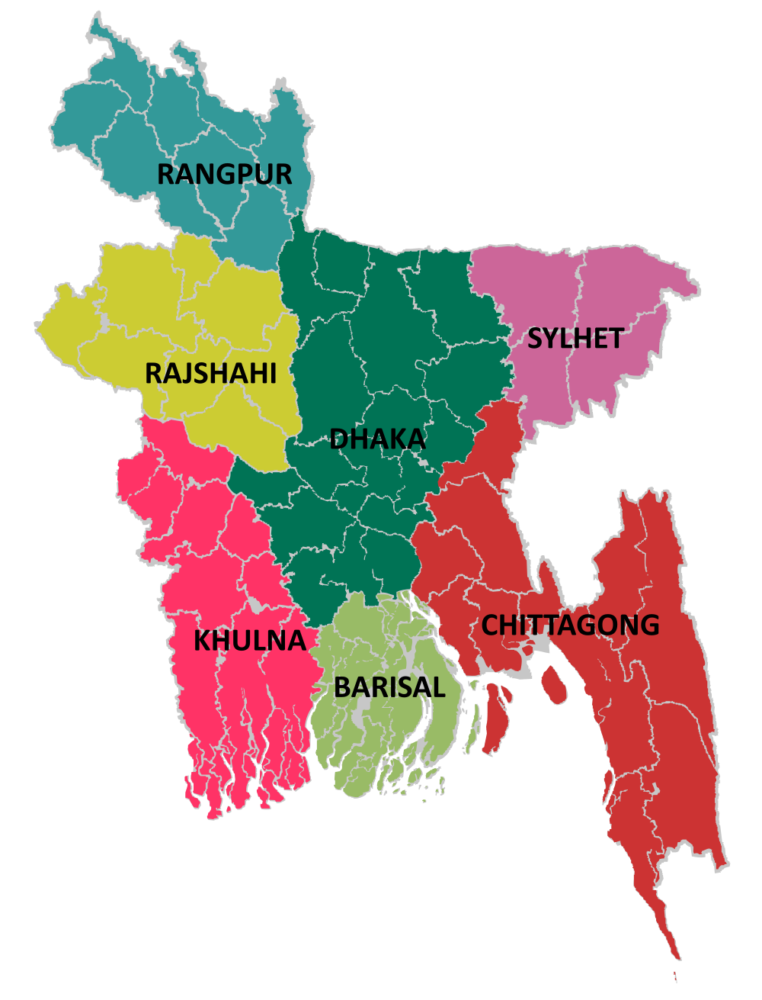 RANGPUR
SYLHET
RAJSHAHI
DHAKA
CHITTAGONG
KHULNA
BARISAL